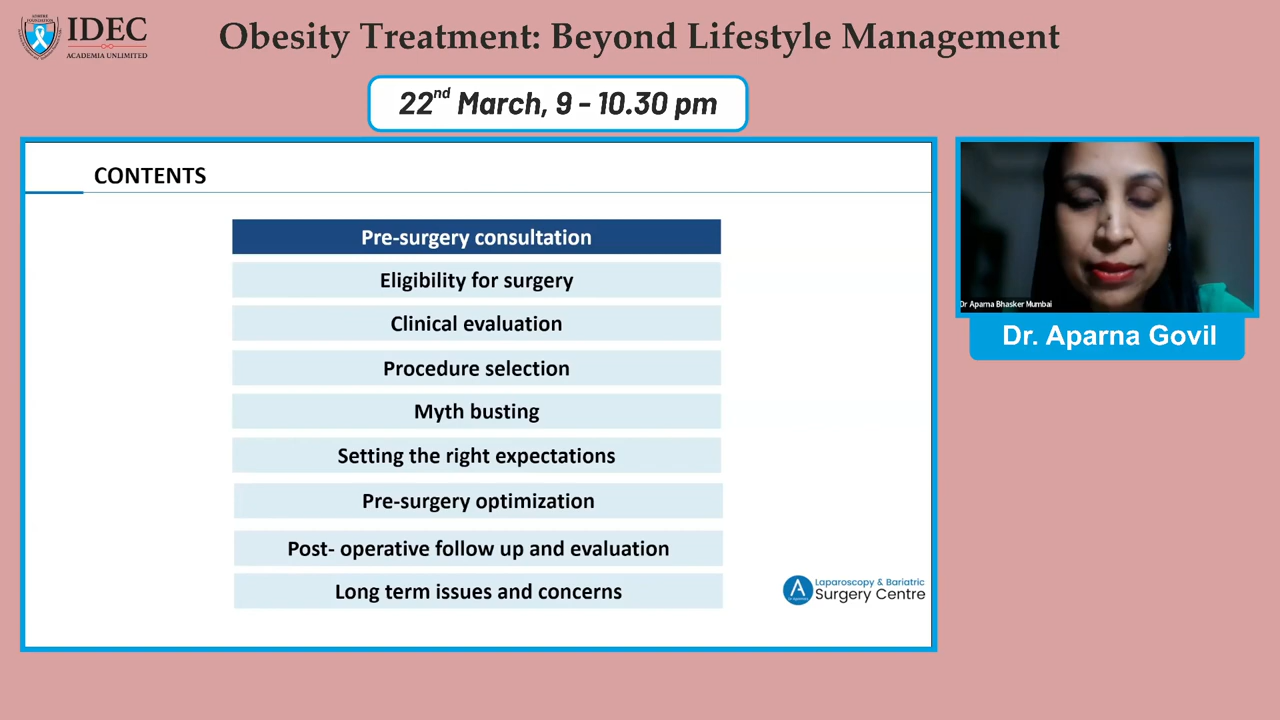 IDEC
ACADEMIA UNLIMITED
Obesity Treatment: Beyond Lifestyle Management
22nd March, 9 - 10.30 pm
CONTENTS
Pre-surgery consultation
Eligibility for surgery
Clinical evaluation
Procedure selection
Myth busting
Setting the right expectations
Pre-surgery optimization
Post- operative follow up and evaluation
Long term issues and concerns
A
Laparoscopy & Bariatric
Surgery Centre
Dr Aparna Bhasker Mumbai
Dr. Aparna Govil